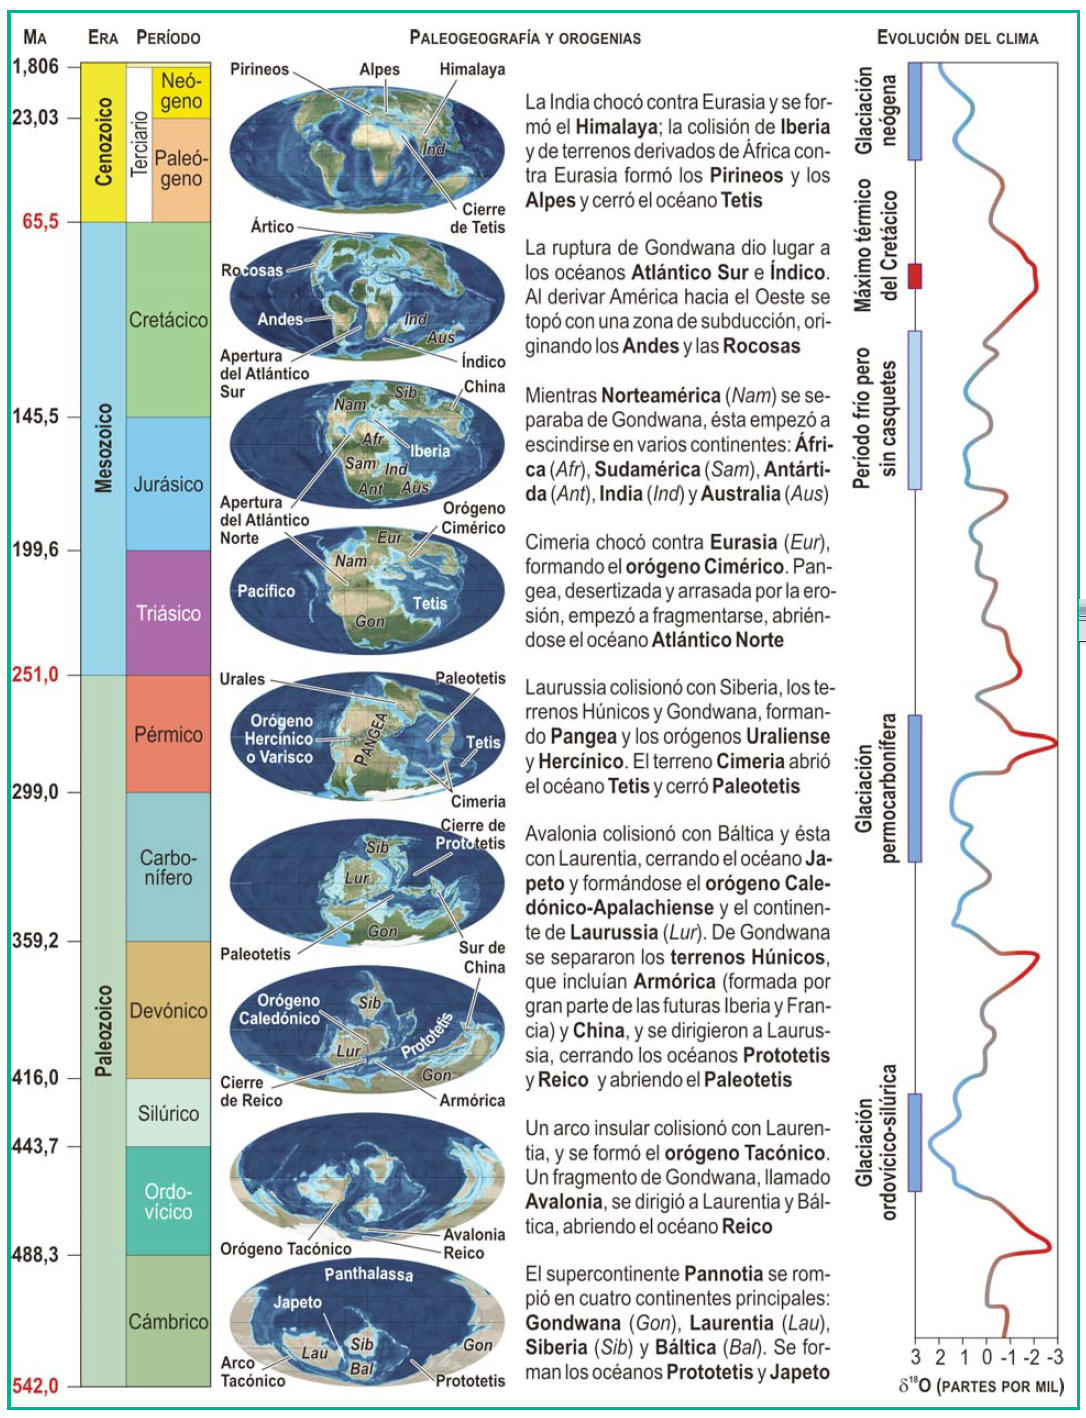 MA ERA PERÍODO PALEOGEOGRAFÍA Y OROGENIAS EVOLUCIÓN DEL CLIMA
1,806
23,03
65,5
145,5
199,6
251,0
299,0
359,2
416,0
443,7
488,3
542,0
Cenozoico
Mesozoico
Paleozoico
Terciario
Neó-
geno
Paleó-
geno
Cretácico
Jurásico
Triásico
Pérmico
Carbo-
nífero
Devónico
Silúrico
Ordo-
vícico
Cámbrico
Pirineos
Alpes
Himalaya
Ind
Cierre
de Tetis
La India chocó contra Eurasia y se for-
mó el Himalaya; la colisión de Iberia
y de terrenos derivados de África con-
tra Eurasia formó los Pirineos y los
Alpes y cerró el océano Tetis
Ártico
Rocosas
Andes
Ind
Aus
Apertura
del Atlántico
Sur
Índico
La ruptura de Gondwana dio lugar a
los océanos Atlántico Sur e Índico.
Al derivar América hacia el Oeste se
topó con una zona de subducción, ori-
ginando los Andes y las Rocosas
China
Sib
Nam
Afr
Iberia
Sam
Ind
Ant
Aus
Apertura
del Atlántico
Norte
Mientras Norteamérica (Nam) se se-
paraba de Gondwana, ésta empezó a
escindirse en varios continentes: Áfri-
ca (Afr), Sudamérica (Sam), Antárti-
da (Ant), India (Ind) y Australia (Aus)
Orógeno
Cimérico
Eur
Nam
Pacífico
Tetis
Gon
Cimeria chocó contra Eurasia (Eur),
formando el orógeno Cimérico. Pan-
gea, desertizada y arrasada por la ero-
sión, empezó a fragmentarse, abrién-
dose el océano Atlántico Norte
Urales
Paleotetis
Orógeno
Hercínico
o Varisco
PANGEA
Tetis
Cimeria
Laurussia colisionó con Siberia, los te-
rrenos Húnicos y Gondwana, forman-
do Pangea y los orógenos Uraliense
y Hercínico. El terreno Cimeria abrió
el océano Tetis y cerró Paleotetis
Cierre de
Prototetis
Sib
Lur
Gon
Paleotetis
Sur de
China
Orógeno
Caledónico
Sib
Prototetis
Lur
Gon
Cierre
de Reico
Armórica
Avalonia colisionó con Báltica y ésta
con Laurentia, cerrando el océano Ja-
peto y formándose el orógeno Cale-
dónico-Apalachiense y el continen-
te de Laurussia (Lur). De Gondwana
se separaron los terrenos Húnicos,
que incluían Armórica (formada por
gran parte de las futuras Iberia y Fran-
cia) y China, y se dirigieron a Laurus-
sia, cerrando los océanos Prototetis
y Reico y abriendo el Paleotetis
Orógeno Tacónico
Avalonia
Reico
Un arco insular colisionó con Lauren-
tia, y se formó el orógeno Tacónico.
Un fragmento de Gondwana, llamado
Avalonia, se dirigió a Laurentia y Bál-
tica, abriendo el océano Reico
Panthalassa
Japeto
Lau
Sib
Bal
Gon
Arco
Tacónico
Prototetis
El supercontinente Pannotia se rom-
pió en cuatro continentes principales:
Gondwana (Gon), Laurentia (Lau),
Siberia (Sib) y Báltica (Bal). Se for-
man los océanos Prototetis y Japeto
Glaciación
neógena
Máximo térmico
del Cretácico
Período frío pero
sin casquetes
Glaciación
permocarbonífera
Glaciación
ordovícico-silúrica
3 2 1 0 -1 -2 -3
δ¹⁸O (PARTES POR MIL)